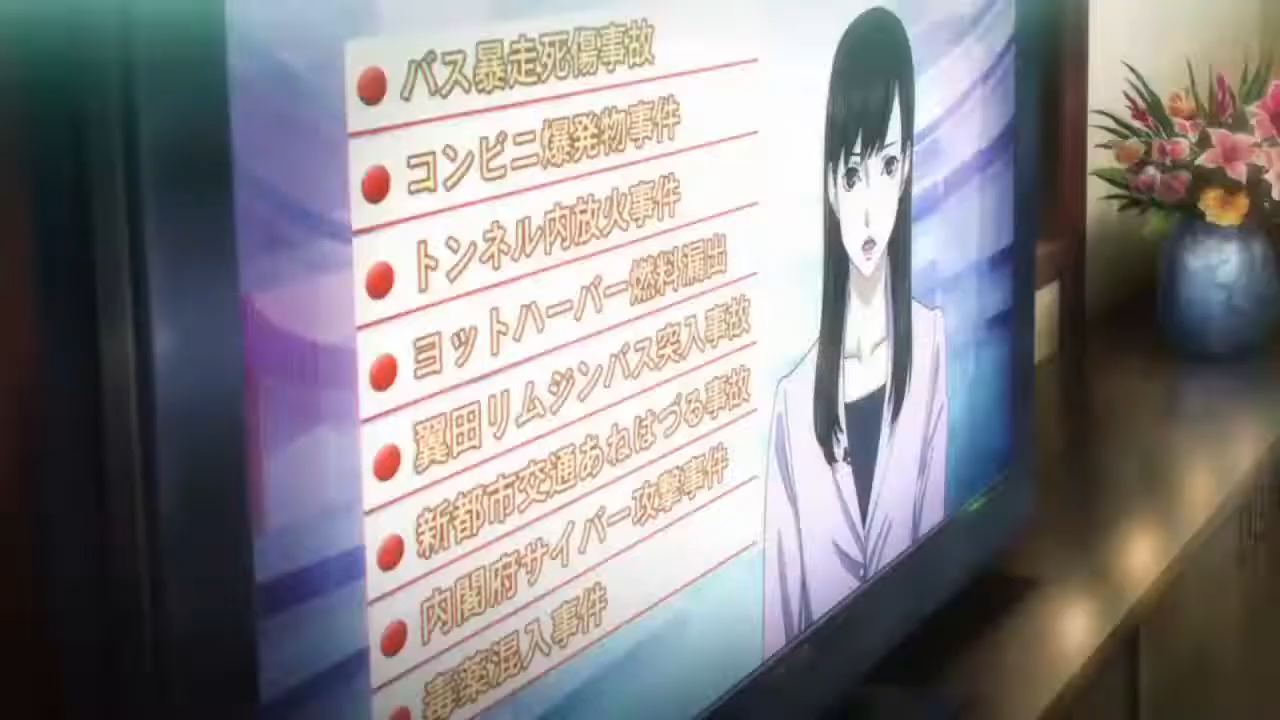 バス暴走死傷事故
コンビニ爆発物事件
トンネル内放火事件
ヨットハーバー燃料漏出
翼田リムジンバス突入事故
新都市交通あねはづる事故
内閣府サイバー攻撃事件
毒薬混入事件